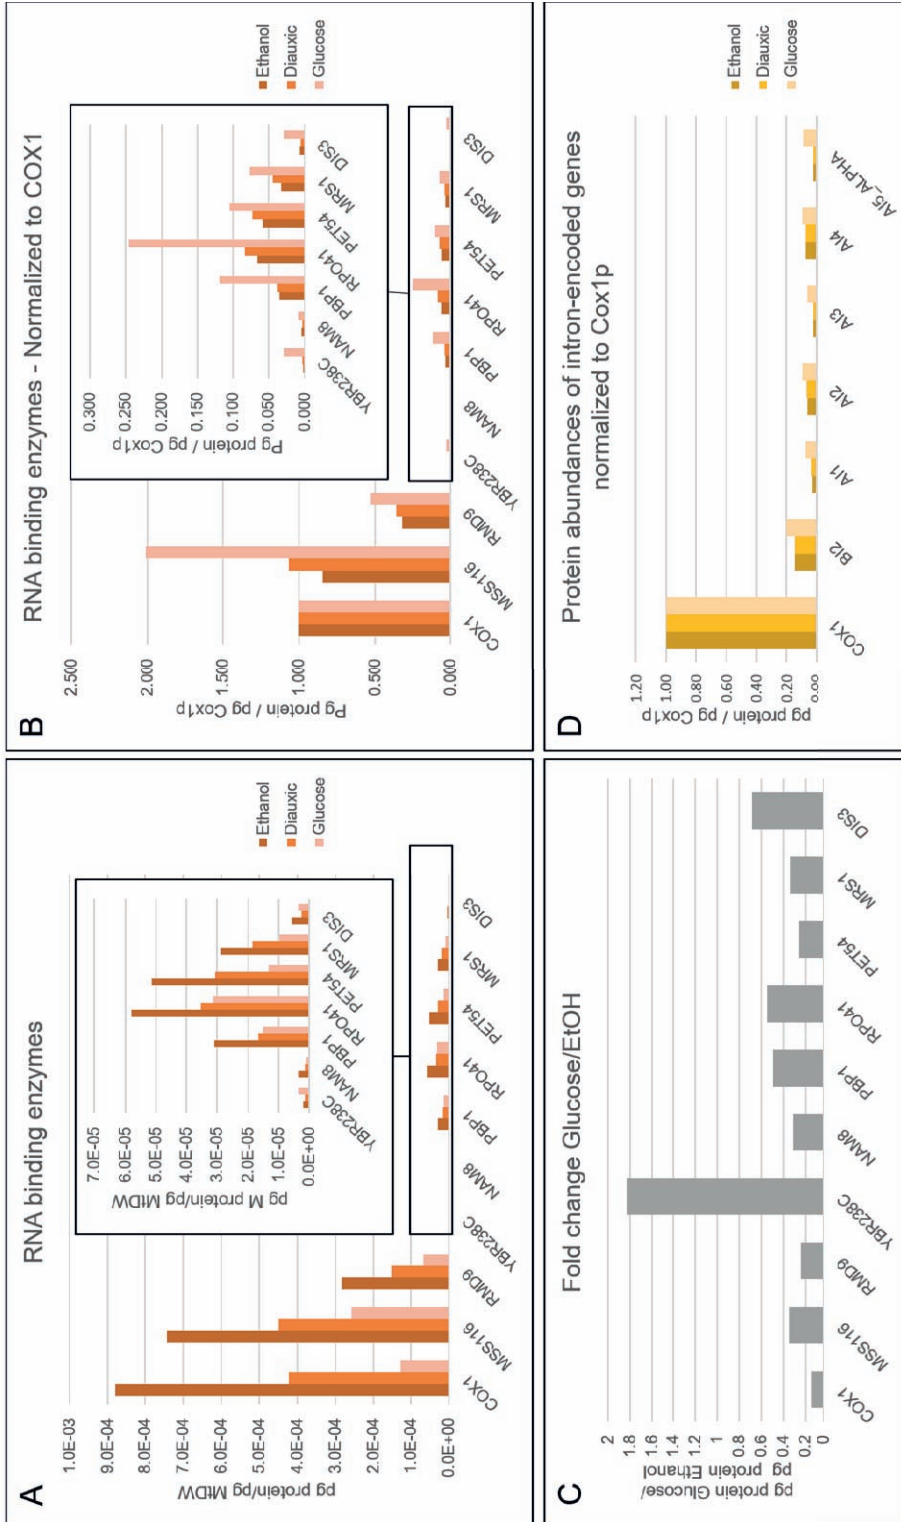 A
RNA binding enzymes
pg protein/pg MtDW
1.0E-03
9.0E-04
8.0E-04
7.0E-04
6.0E-04
5.0E-04
4.0E-04
3.0E-04
2.0E-04
1.0E-04
0.0E+00
COX1
MSS116
RMD9
YBR238C
NAM8
PBP1
RPO41
PET54
MRS1
DIS3
pg M protein/pg MtDW
7.0E-05
6.0E-05
5.0E-05
4.0E-05
3.0E-05
2.0E-05
1.0E-05
0.0E+00
YBR238C
NAM8
PBP1
RPO41
PET54
MRS1
DIS3
Ethanol
Diauxic
Glucose
B
RNA binding enzymes - Normalized to COX1
Pg protein / pg Cox1p
2.500
2.000
1.500
1.000
0.500
0.000
COX1
MSS116
RMD9
YBR238C
NAM8
PBP1
RPO41
PET54
MRS1
DIS3
Pg protein / pg Cox1p
0.300
0.250
0.200
0.150
0.100
0.050
0.000
YBR238C
NAM8
PBP1
RPO41
PET54
MRS1
DIS3
Ethanol
Diauxic
Glucose
C
Fold change Glucose/EtOH
pg protein Glucose/
pg protein Ethanol
2
1.8
1.6
1.4
1.2
1
0.8
0.6
0.4
0.2
0
COX1
MSS116
RMD9
YBR238C
NAM8
PBP1
RPO41
PET54
MRS1
DIS3
D
Protein abundances of intron-encoded genes
normalized to Cox1p
pg protein / pg Cox1p
1.20
1.00
0.80
0.60
0.40
0.20
0.00
COX1
BI2
AI1
AI2
AI3
AI4
AI5_ALPHA
Ethanol
Diauxic
Glucose